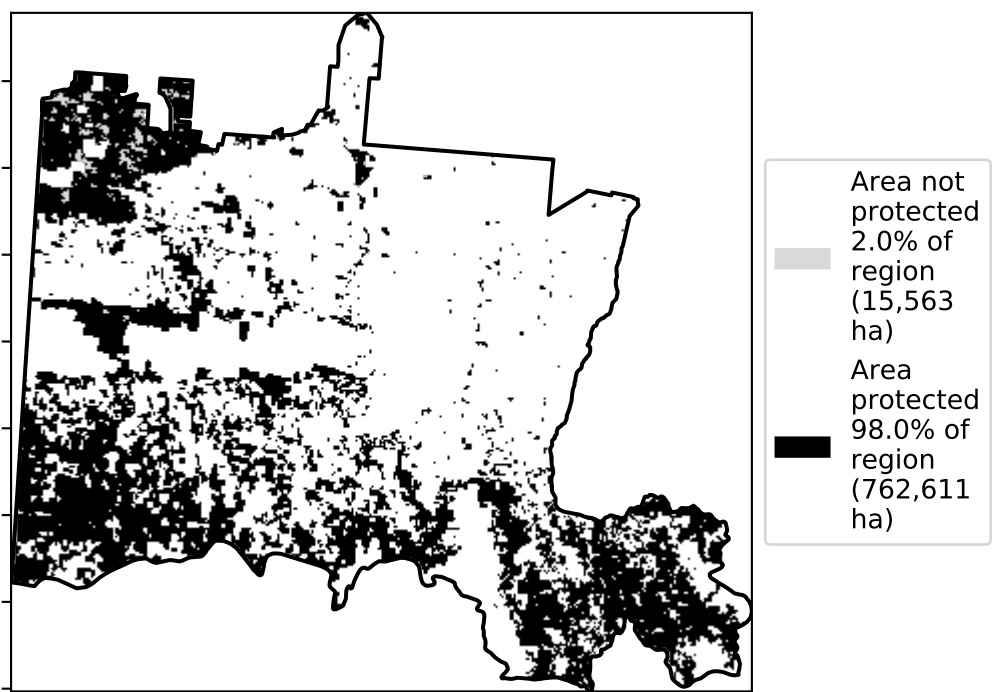 Area not
protected
2.0% of
region
(15,563
ha)
Area
protected
98.0% of
region
(762,611
ha)